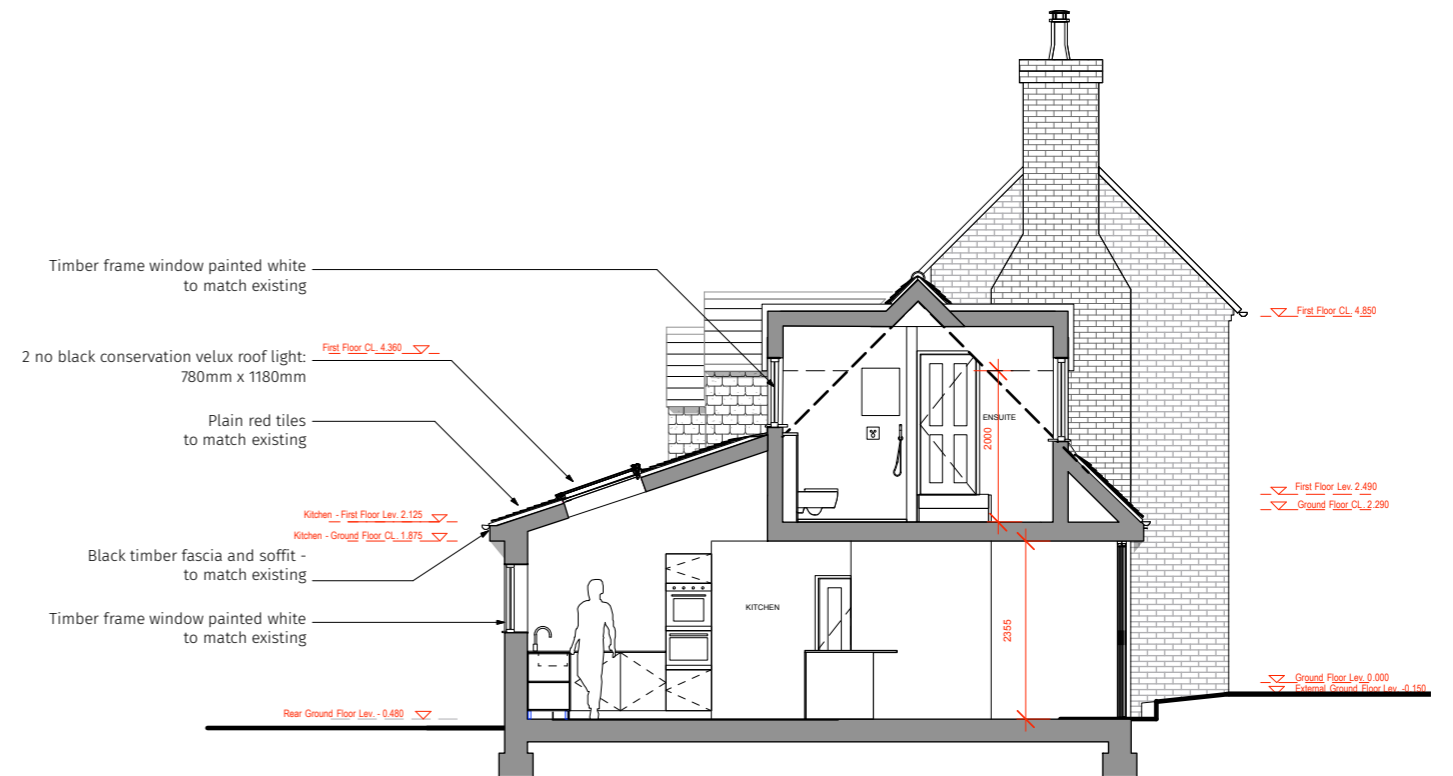 Timber frame window painted white
to match existing
2 no black conservation velux roof light:
780mm x 1180mm
Plain red tiles
to match existing
Black timber fascia and soffit -
to match existing
Timber frame window painted white
to match existing
First Floor CL. 4.360
Kitchen - First Floor Lev. 2.125
Kitchen - Ground Floor CL. 1.875
Rear Ground Floor Lev. - 0.480
ENSUITE
2000
KITCHEN
2355
First Floor CL. 4.850
First Floor Lev. 2.490
Ground Floor CL. 2.290
Ground Floor Lev. 0.000
External Ground Floor Lev. -0.150